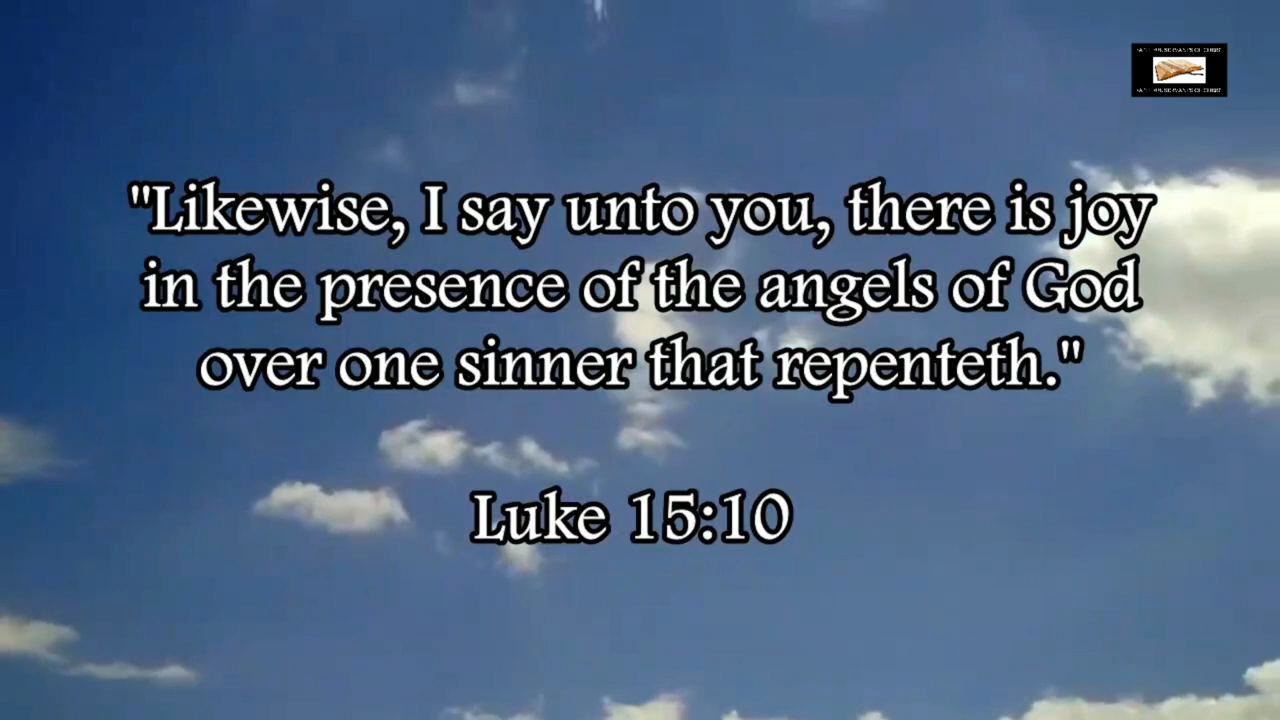 "Likewise, I say unto you, there is joy
in the presence of the angels of God
over one sinner that repenteth."
Luke 15:10